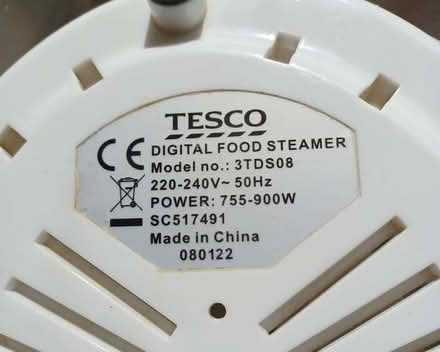 TESCO
CE DIGITAL FOOD STEAMER
Model no.: 3TDS08
220-240V~ 50Hz
POWER: 755-900W
SC517491
Made in China
080122